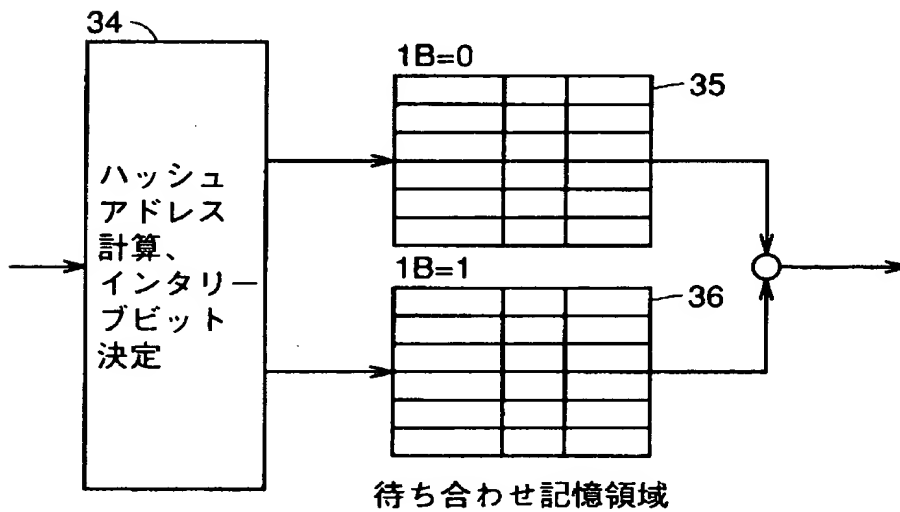 34
1B=0
35
ハッシュ
アドレス
計算、
インタリー
ブビット
決定
1B=1
36
待ち合わせ記憶領域